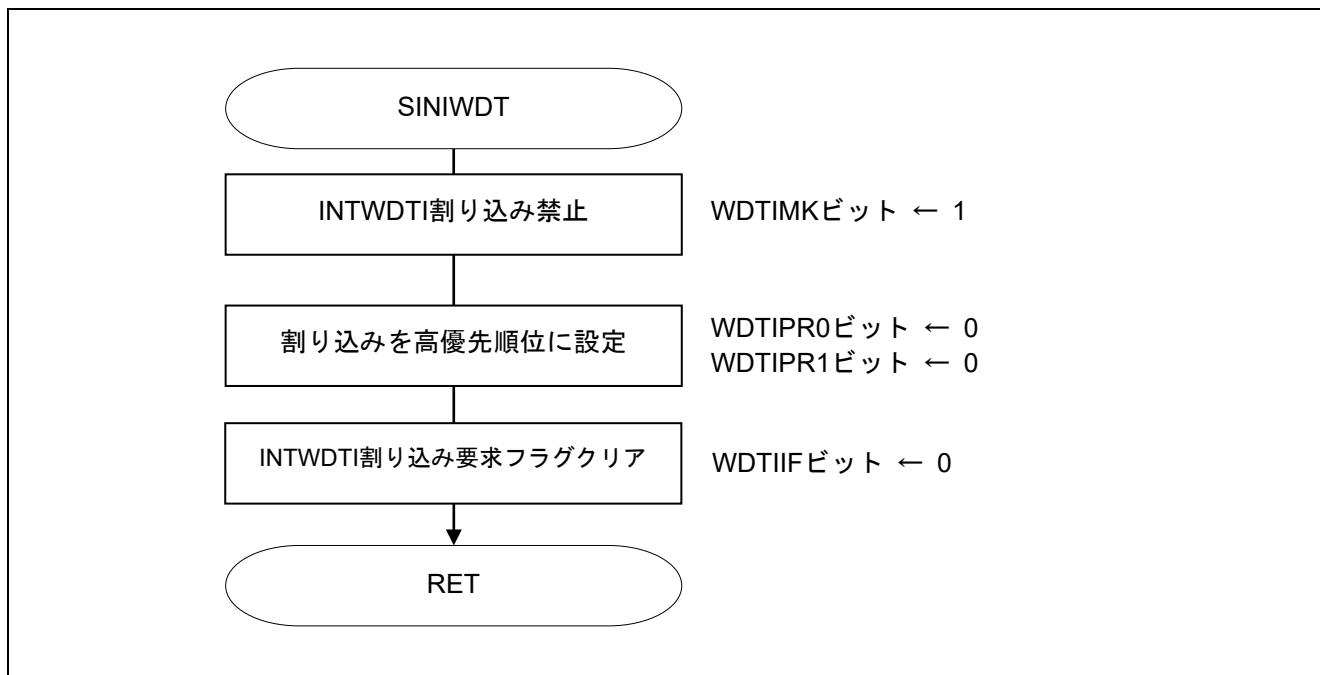 SINIWDT
INTWDTI割り込み禁止 WDTIMKビット ← 1
割り込みを高優先順位に設定 WDTIPR0ビット ← 0
WDTIPR1ビット ← 0
INTWDTI割り込み要求フラグクリア WDTIIFビット ← 0
RET